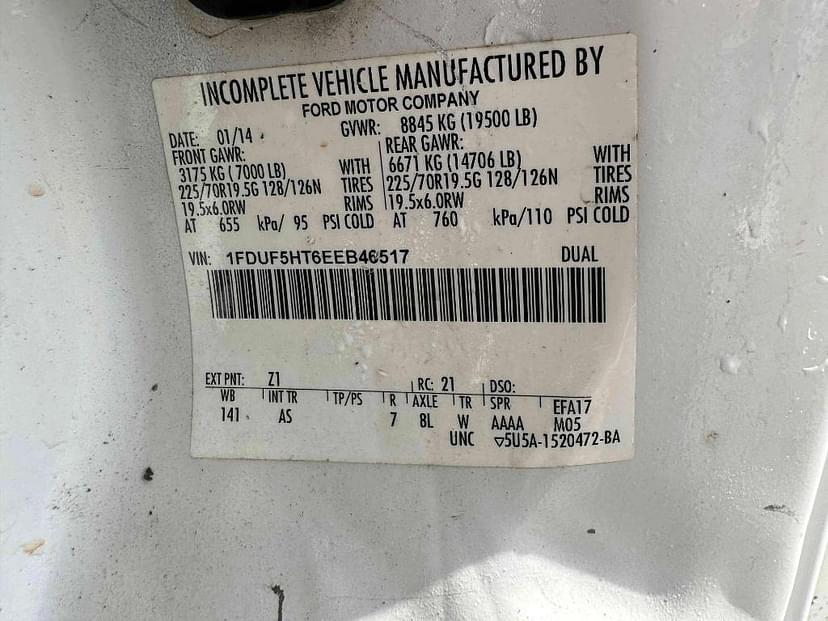 INCOMPLETE VEHICLE MANUFACTURED BY
FORD MOTOR COMPANY
DATE: 01/14 GVWR: 8845 KG (19500 LB)
FRONT GAWR: REAR GAWR:
3175 KG (7000 LB) WITH 6671 KG (14706 LB) WITH
225/70R19.5G 128/126N TIRES 225/70R19.5G 128/126N TIRES
19.5x6.0RW RIMS 19.5x6.0RW RIMS
AT 655 kPa/ 95 PSI COLD AT 760 kPa/110 PSI COLD
VIN: 1FDUF5HT6EEB46517 DUAL
EXT PNT: Z1 RC: 21 DSO:
WB INT TR TP/PS R AXLE TR SPR EFA17
141 AS 7 8L W AAAA M05
UNC ▽5U5A-1520472-BA